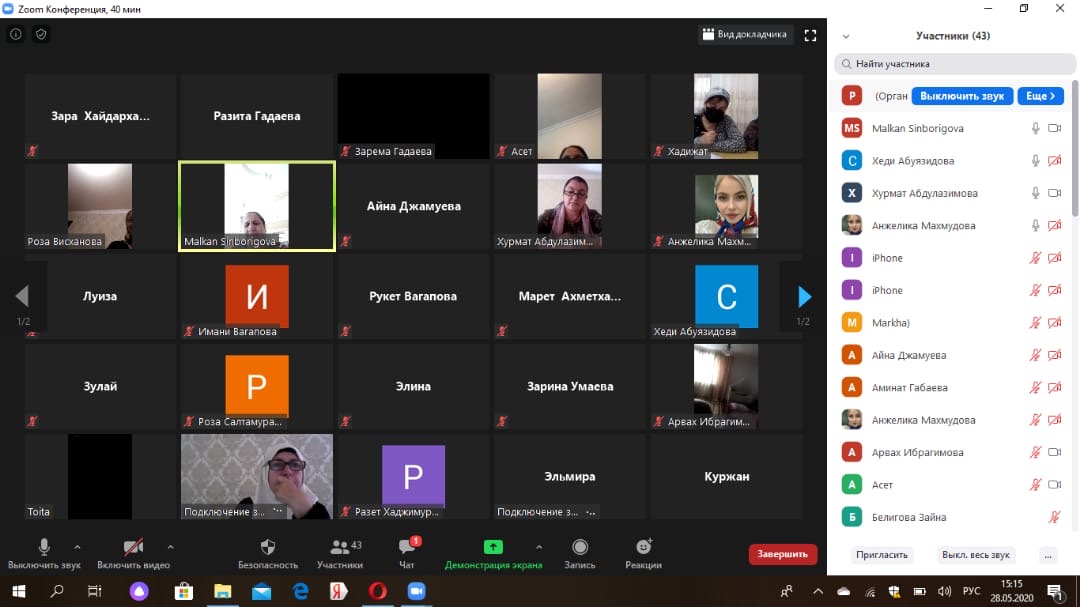 Zoom Конференция, 40 мин
Вид докладчика
Зара Хайдарха...
Разита Гадаева
Зарема Гадаева
Асет
Хадижат
Роза Висханова
Malkan Sinborigova
Айна Джамуева
Хурмат Абдулазим...
Анжелика Махм...
Луиза
И
Имани Вагапова
Рукет Вагапова
Марет Ахметха...
С
Хеди Абуязидова
1/2
1/2
Зулай
Р
Роза Салтамура...
Элина
Зарина Умаева
Арвах Ибрагим...
Toita
Подключение з... ...
Р
Разет Хаджимур...
Эльмира
Подключение з... ...
Куржан
Выключить звук
Включить видео
Безопасность
43
Участники
1
Чат
Демонстрация экрана
Запись
Реакции
Завершить
Участники (43)
Найти участника
Р (Орган Выключить звук Еще >
MS Malkan Sinborigova
С Хеди Абуязидова
Х Хурмат Абдулазимова
Анжелика Махмудова
I iPhone
I iPhone
M Markha)
А Айна Джамуева
А Аминат Габаева
Анжелика Махмудова
А Арвах Ибрагимова
А Асет
Б Белигова Зайна
Пригласить
Выкл. весь звук
...
РУС
15:15
28.05.2020
1